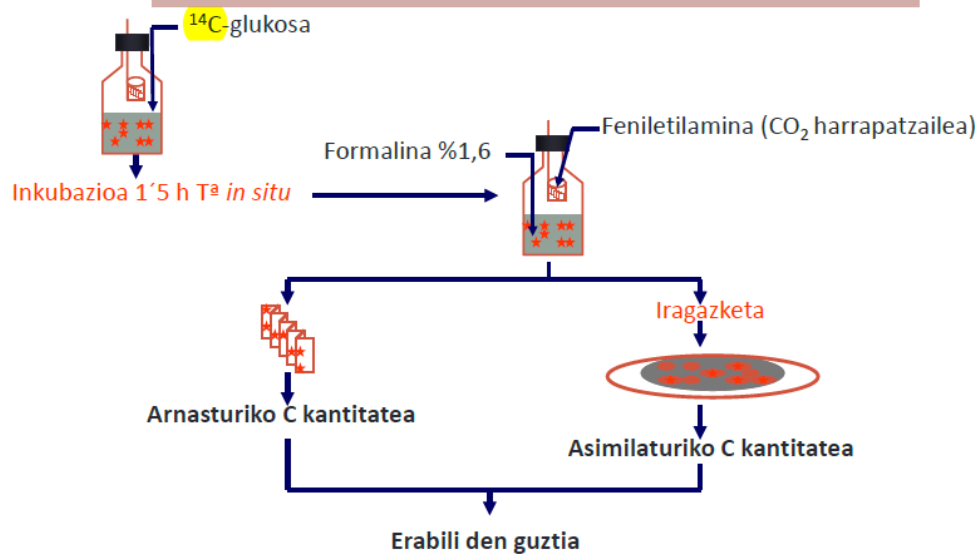 ¹⁴C-glukosa
Feniletilamina (CO₂ harrapatzailea)
Formalina %1,6
Inkubazioa 1´5 h Tª in situ
Iragazketa
Arnasturiko C kantitatea
Asimilaturiko C kantitatea
Erabili den guztia